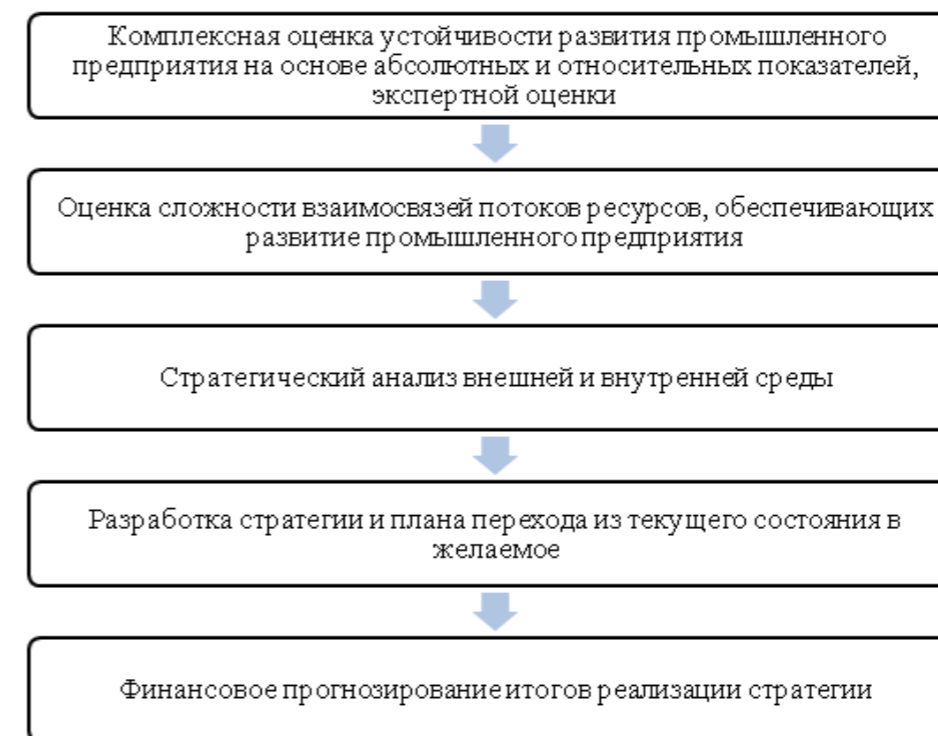 Комплексная оценка устойчивости развития промышленного
предприятия на основе абсолютных и относительных показателей,
экспертной оценки
Оценка сложности взаимосвязей потоков ресурсов, обеспечивающих
развитие промышленного предприятия
Стратегический анализ внешней и внутренней среды
Разработка стратегии и плана перехода из текущего состояния в
желаемое
Финансовое прогнозирование итогов реализации стратегии